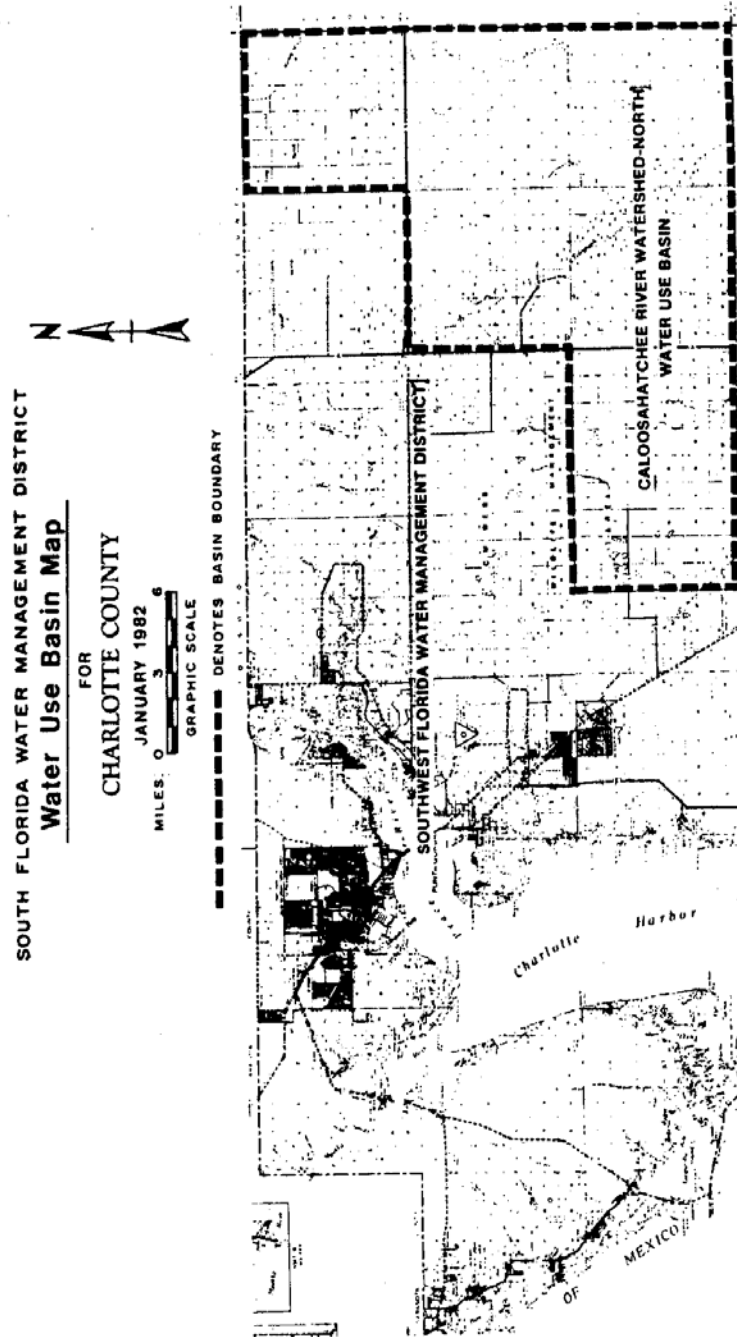 SOUTH FLORIDA WATER MANAGEMENT DISTRICT
Water Use Basin Map
FOR
CHARLOTTE COUNTY
JANUARY 1982
MILES 0 3 6
GRAPHIC SCALE
DENOTES BASIN BOUNDARY
N
SOUTHWEST FLORIDA WATER MANAGEMENT DISTRICT
WILDLIFE MANAGEMENT
CALOOSAHATCHEE RIVER WATERSHED-NORTH
WATER USE BASIN
Charlotte Harbor
OF MEXICO